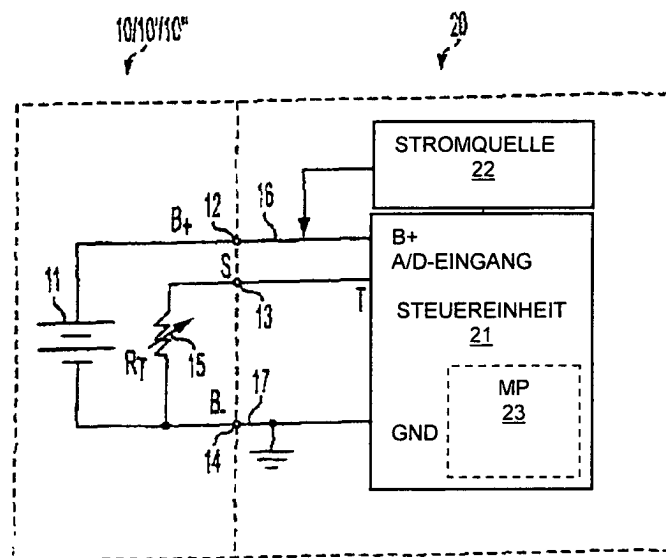 10/10'/10"
20
STROMQUELLE
22
B+
12
16
B+
A/D-EINGANG
S
13
T
11
STEUEREINHEIT
21
RT
15
MP
23
B-
17
GND
14